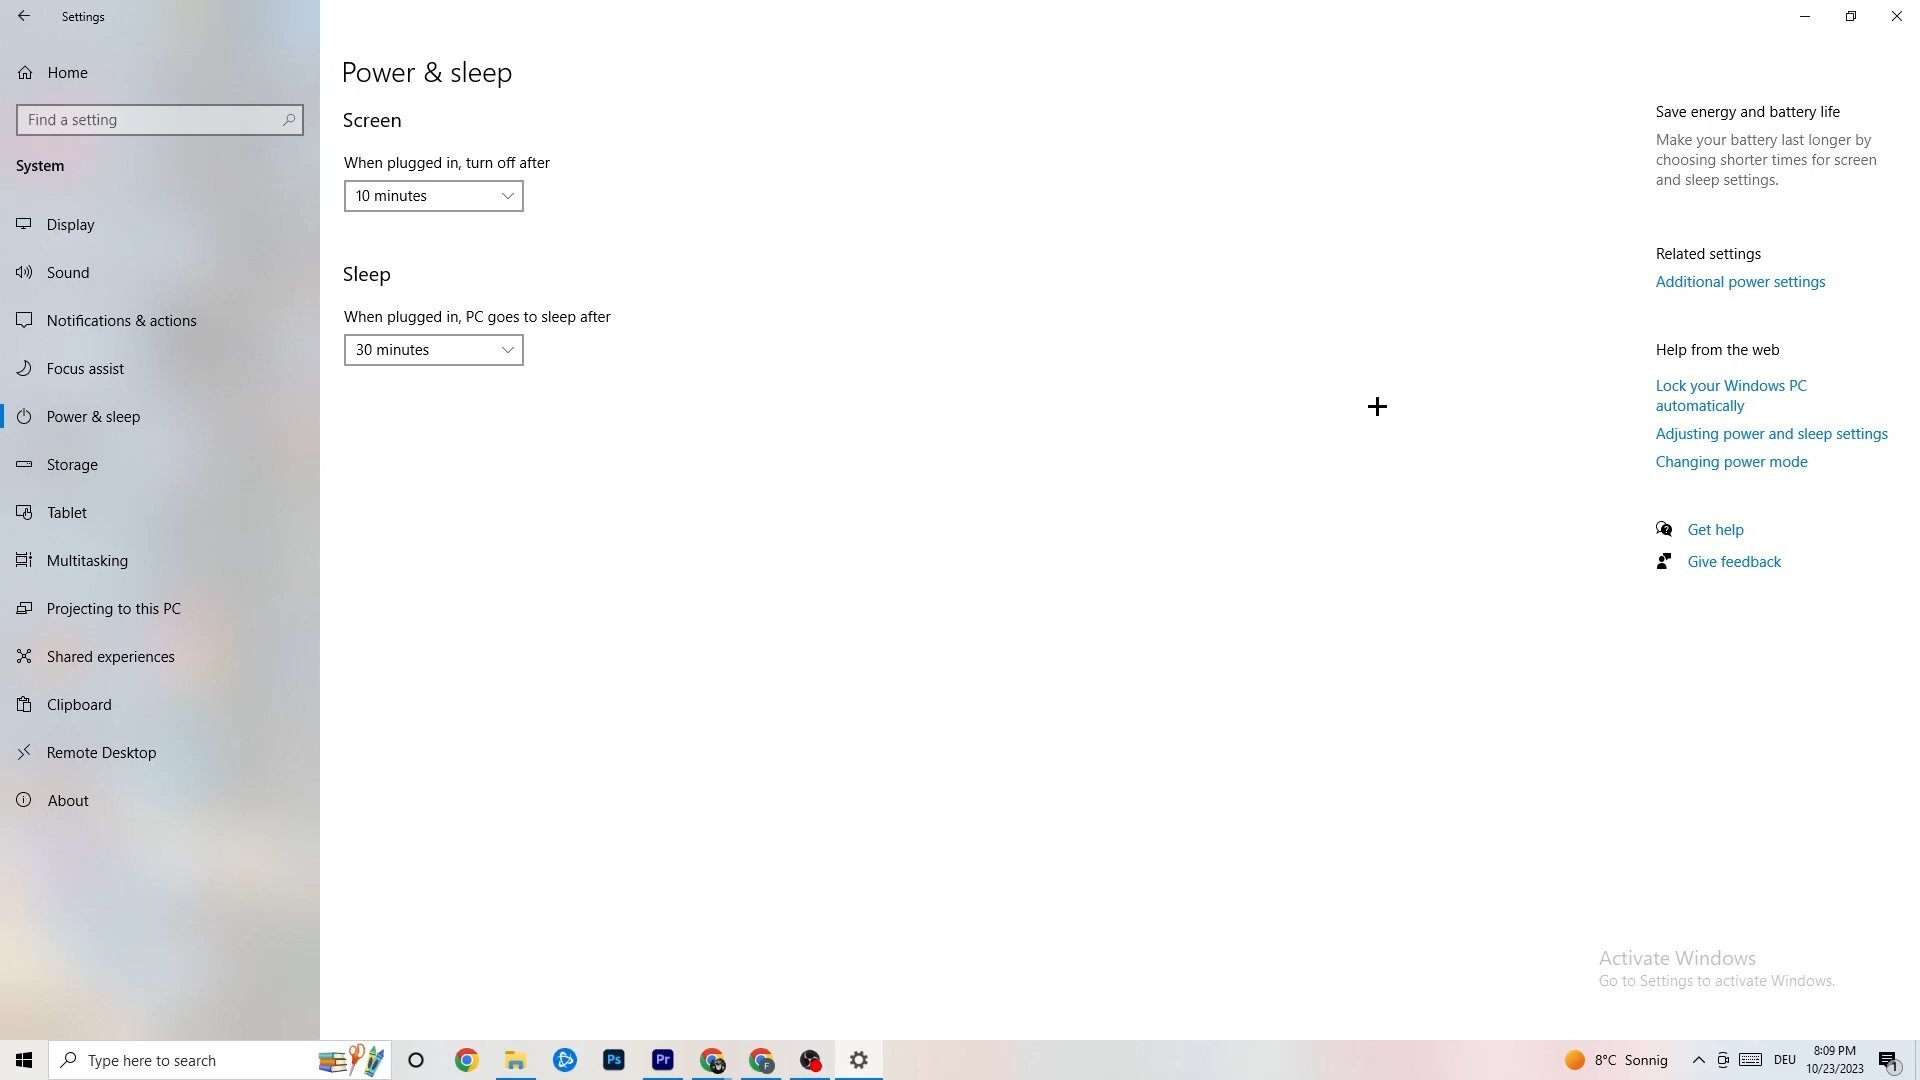 Settings
Home
Find a setting
System
Display
Sound
Notifications & actions
Focus assist
Power & sleep
Storage
Tablet
Multitasking
Projecting to this PC
Shared experiences
Clipboard
Remote Desktop
About
Power & sleep
Screen
When plugged in, turn off after
10 minutes
Sleep
When plugged in, PC goes to sleep after
30 minutes
Save energy and battery life
Make your battery last longer by
choosing shorter times for screen
and sleep settings.
Related settings
Additional power settings
Help from the web
Lock your Windows PC
automatically
Adjusting power and sleep settings
Changing power mode
Get help
Give feedback
Activate Windows
Go to Settings to activate Windows.
Type here to search
Ps
Pr
F
8°C Sonnig
DEU
8:09 PM
10/23/2023
1